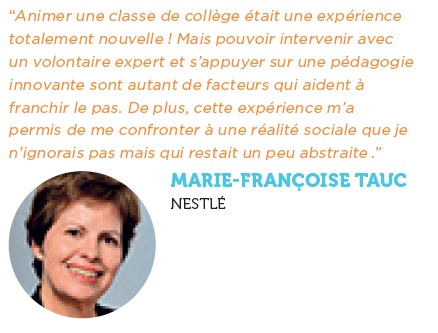 “Animer une classe de collège était une expérience
totalement nouvelle ! Mais pouvoir intervenir avec
un volontaire expert et s’appuyer sur une pédagogie
innovante sont autant de facteurs qui aident à
franchir le pas. De plus, cette expérience m’a
permis de me confronter à une réalité sociale que je
n’ignorais pas mais qui restait un peu abstraite .”
MARIE-FRANÇOISE TAUC
NESTLÉ